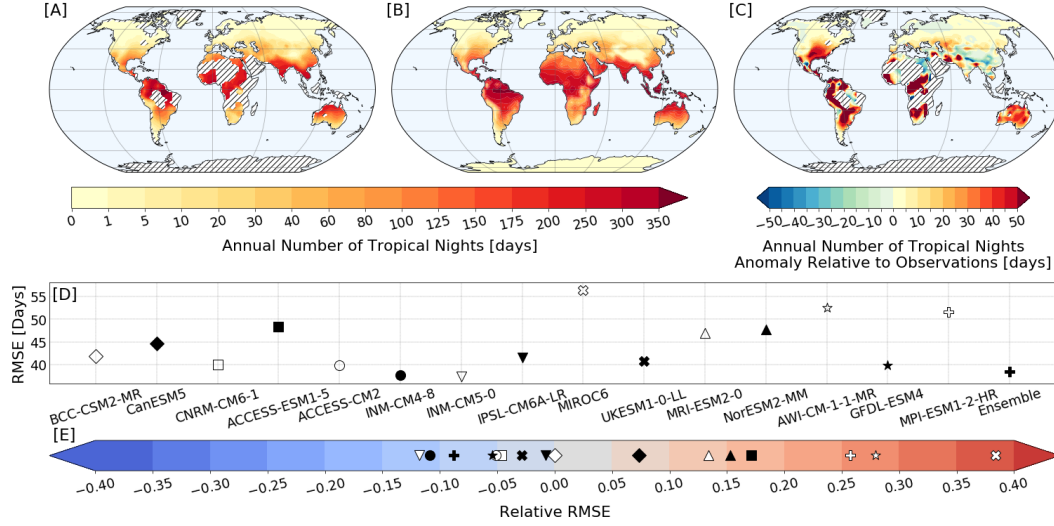 [A] [B] [C]
0 1 5 10 20 30 40 50 75 100 125 150 175 200 250 300 350
Annual Number of Tropical Nights [days]
−50 −40 −30 −20 −10 0 10 20 30 40 50
Annual Number of Tropical Nights
Anomaly Relative to Observations [days]
[D]
RMSE [Days]
55
50
45
40
BCC-CSM2-MR CanESM5 CNRM-CM6-1 ACCESS-ESM1-5 ACCESS-CM2 INM-CM4-8 INM-CM5-0 IPSL-CM6A-LR MIROC6 UKESM1-0-LL MRI-ESM2-0 NorESM2-MM AWI-CM-1-1-MR GFDL-ESM4 MPI-ESM1-2-HR Ensemble
[E]
−0.40 −0.35 −0.30 −0.25 −0.20 −0.15 −0.10 −0.05 0.00 0.05 0.10 0.15 0.20 0.25 0.30 0.35 0.40
Relative RMSE